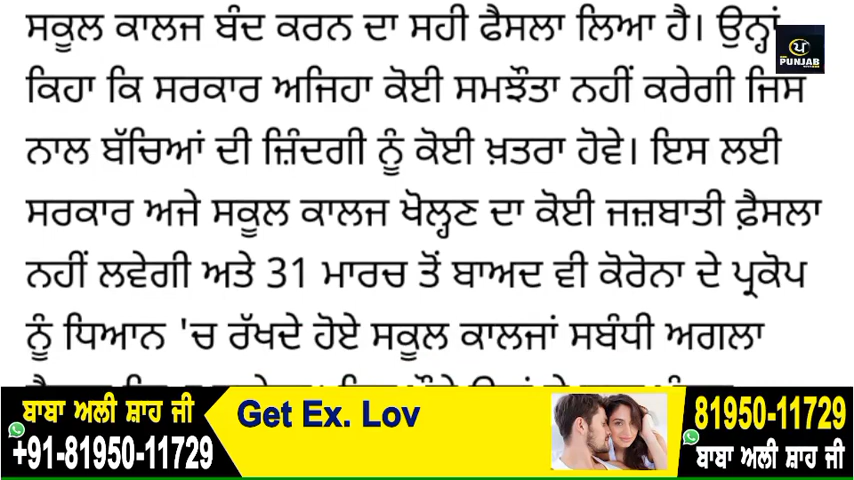 ਸਕੂਲ ਕਾਲਜ ਬੰਦ ਕਰਨ ਦਾ ਸਹੀ ਫੈਸਲਾ ਲਿਆ ਹੈ। ਉਨ੍ਹਾਂ
ਕਿਹਾ ਕਿ ਸਰਕਾਰ ਅਜਿਹਾ ਕੋਈ ਸਮਝੌਤਾ ਨਹੀਂ ਕਰੇਗੀ ਜਿਸ
ਨਾਲ ਬੱਚਿਆਂ ਦੀ ਜ਼ਿੰਦਗੀ ਨੂੰ ਕੋਈ ਖ਼ਤਰਾ ਹੋਵੇ। ਇਸ ਲਈ
ਸਰਕਾਰ ਅਜੇ ਸਕੂਲ ਕਾਲਜ ਖੋਲ੍ਹਣ ਦਾ ਕੋਈ ਜਜ਼ਬਾਤੀ ਫ਼ੈਸਲਾ
ਨਹੀਂ ਲਵੇਗੀ ਅਤੇ 31 ਮਾਰਚ ਤੋਂ ਬਾਅਦ ਵੀ ਕੋਰੋਨਾ ਦੇ ਪ੍ਰਕੋਪ
ਨੂੰ ਧਿਆਨ 'ਚ ਰੱਖਦੇ ਹੋਏ ਸਕੂਲ ਕਾਲਜਾਂ ਸਬੰਧੀ ਅਗਲਾ
PUNJAB
ਬਾਬਾ ਅਲੀ ਸ਼ਾਹ ਜੀ
+91-81950-11729
Get Ex. Lov
81950-11729
ਬਾਬਾ ਅਲੀ ਸ਼ਾਹ ਜੀ